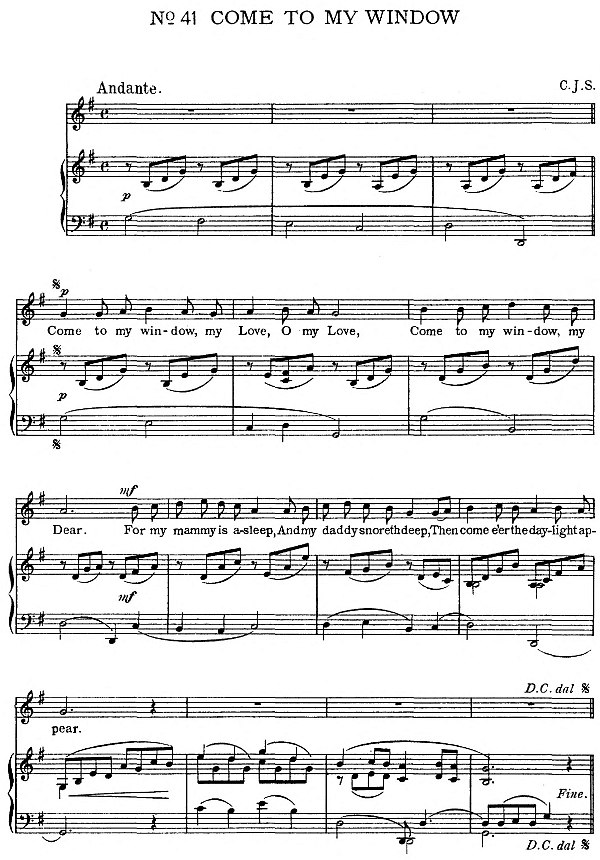 No 41 COME TO MY WINDOW
Andante.
C.J.S.
p
p
Come to my win-dow, my Love, O my Love, Come to my win-dow, my
p
mf
Dear. For my mammy is a-sleep, And my daddy snoreth deep, Then come e'er the day-light ap-
mf
D.C. dal
pear.
Fine.
D.C. dal